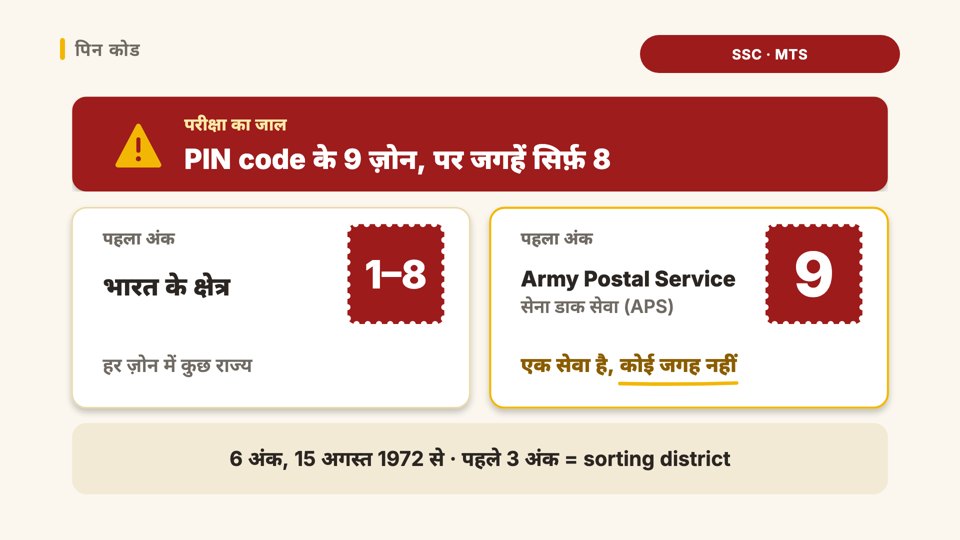 पिन कोड
SSC · MTS
परीक्षा का जाल
PIN code के 9 ज़ोन, पर जगहें सिर्फ़ 8
पहला अंक
भारत के क्षेत्र
1–8
हर ज़ोन में कुछ राज्य
पहला अंक
Army Postal Service
सेना डाक सेवा (APS)
9
एक सेवा है, कोई जगह नहीं
6 अंक, 15 अगस्त 1972 से · पहले 3 अंक = sorting district